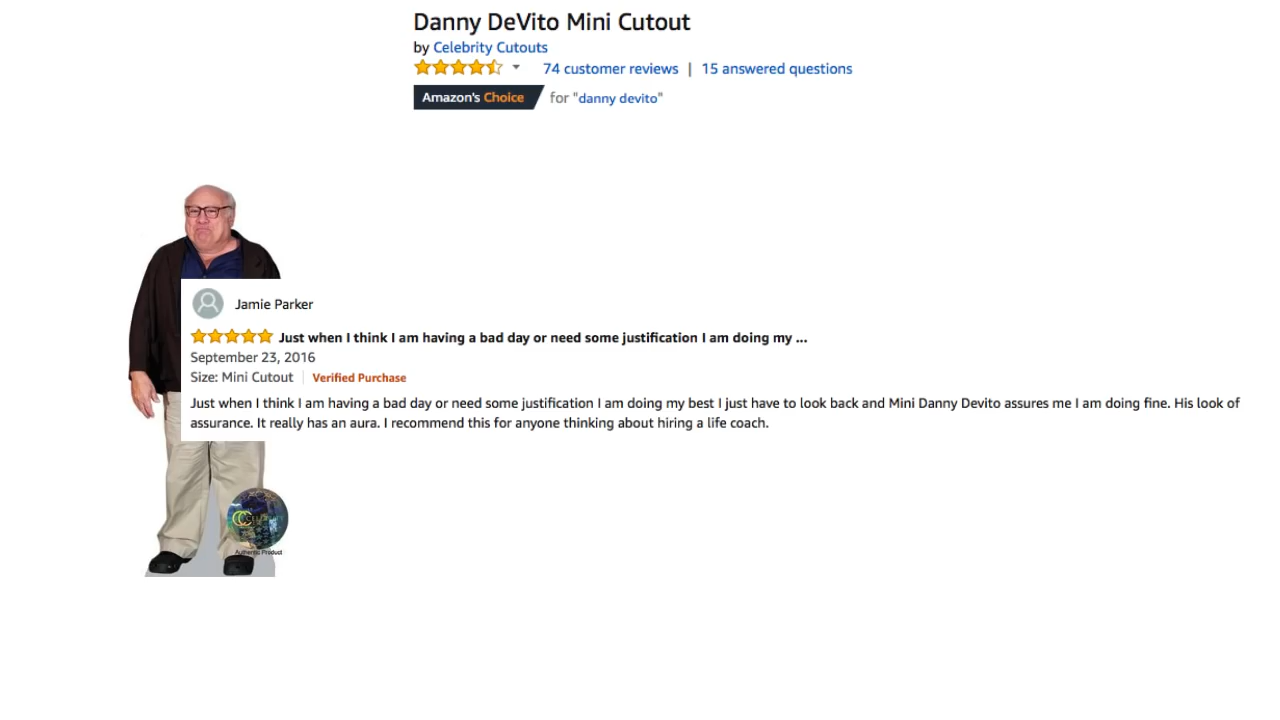 Danny DeVito Mini Cutout
by Celebrity Cutouts
74 customer reviews | 15 answered questions
Amazon's Choice for "danny devito"
Jamie Parker
Just when I think I am having a bad day or need some justification I am doing my ...
September 23, 2016
Size: Mini Cutout | Verified Purchase
Just when I think I am having a bad day or need some justification I am doing my best I just have to look back and Mini Danny Devito assures me I am doing fine. His look of
assurance. It really has an aura. I recommend this for anyone thinking about hiring a life coach.
Authentic Product